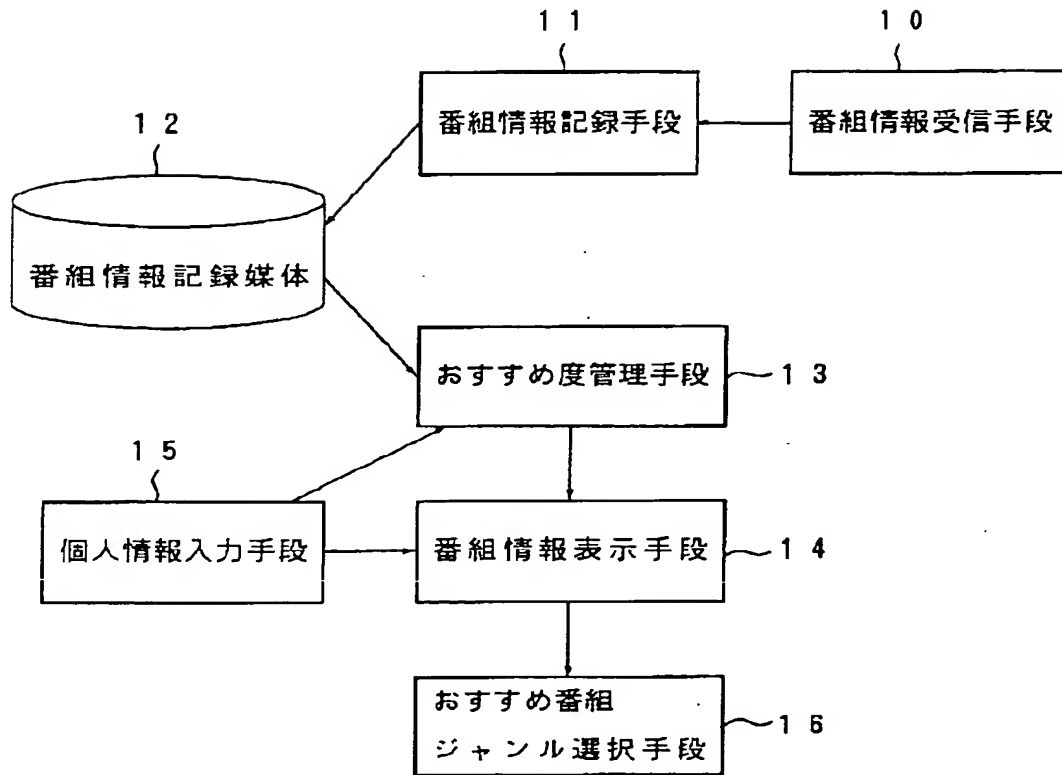 １１
１０
番組情報記録手段
番組情報受信手段
１２
番組情報記録媒体
おすすめ度管理手段
１３
１５
個人情報入力手段
番組情報表示手段
１４
おすすめ番組
ジャンル選択手段
１６